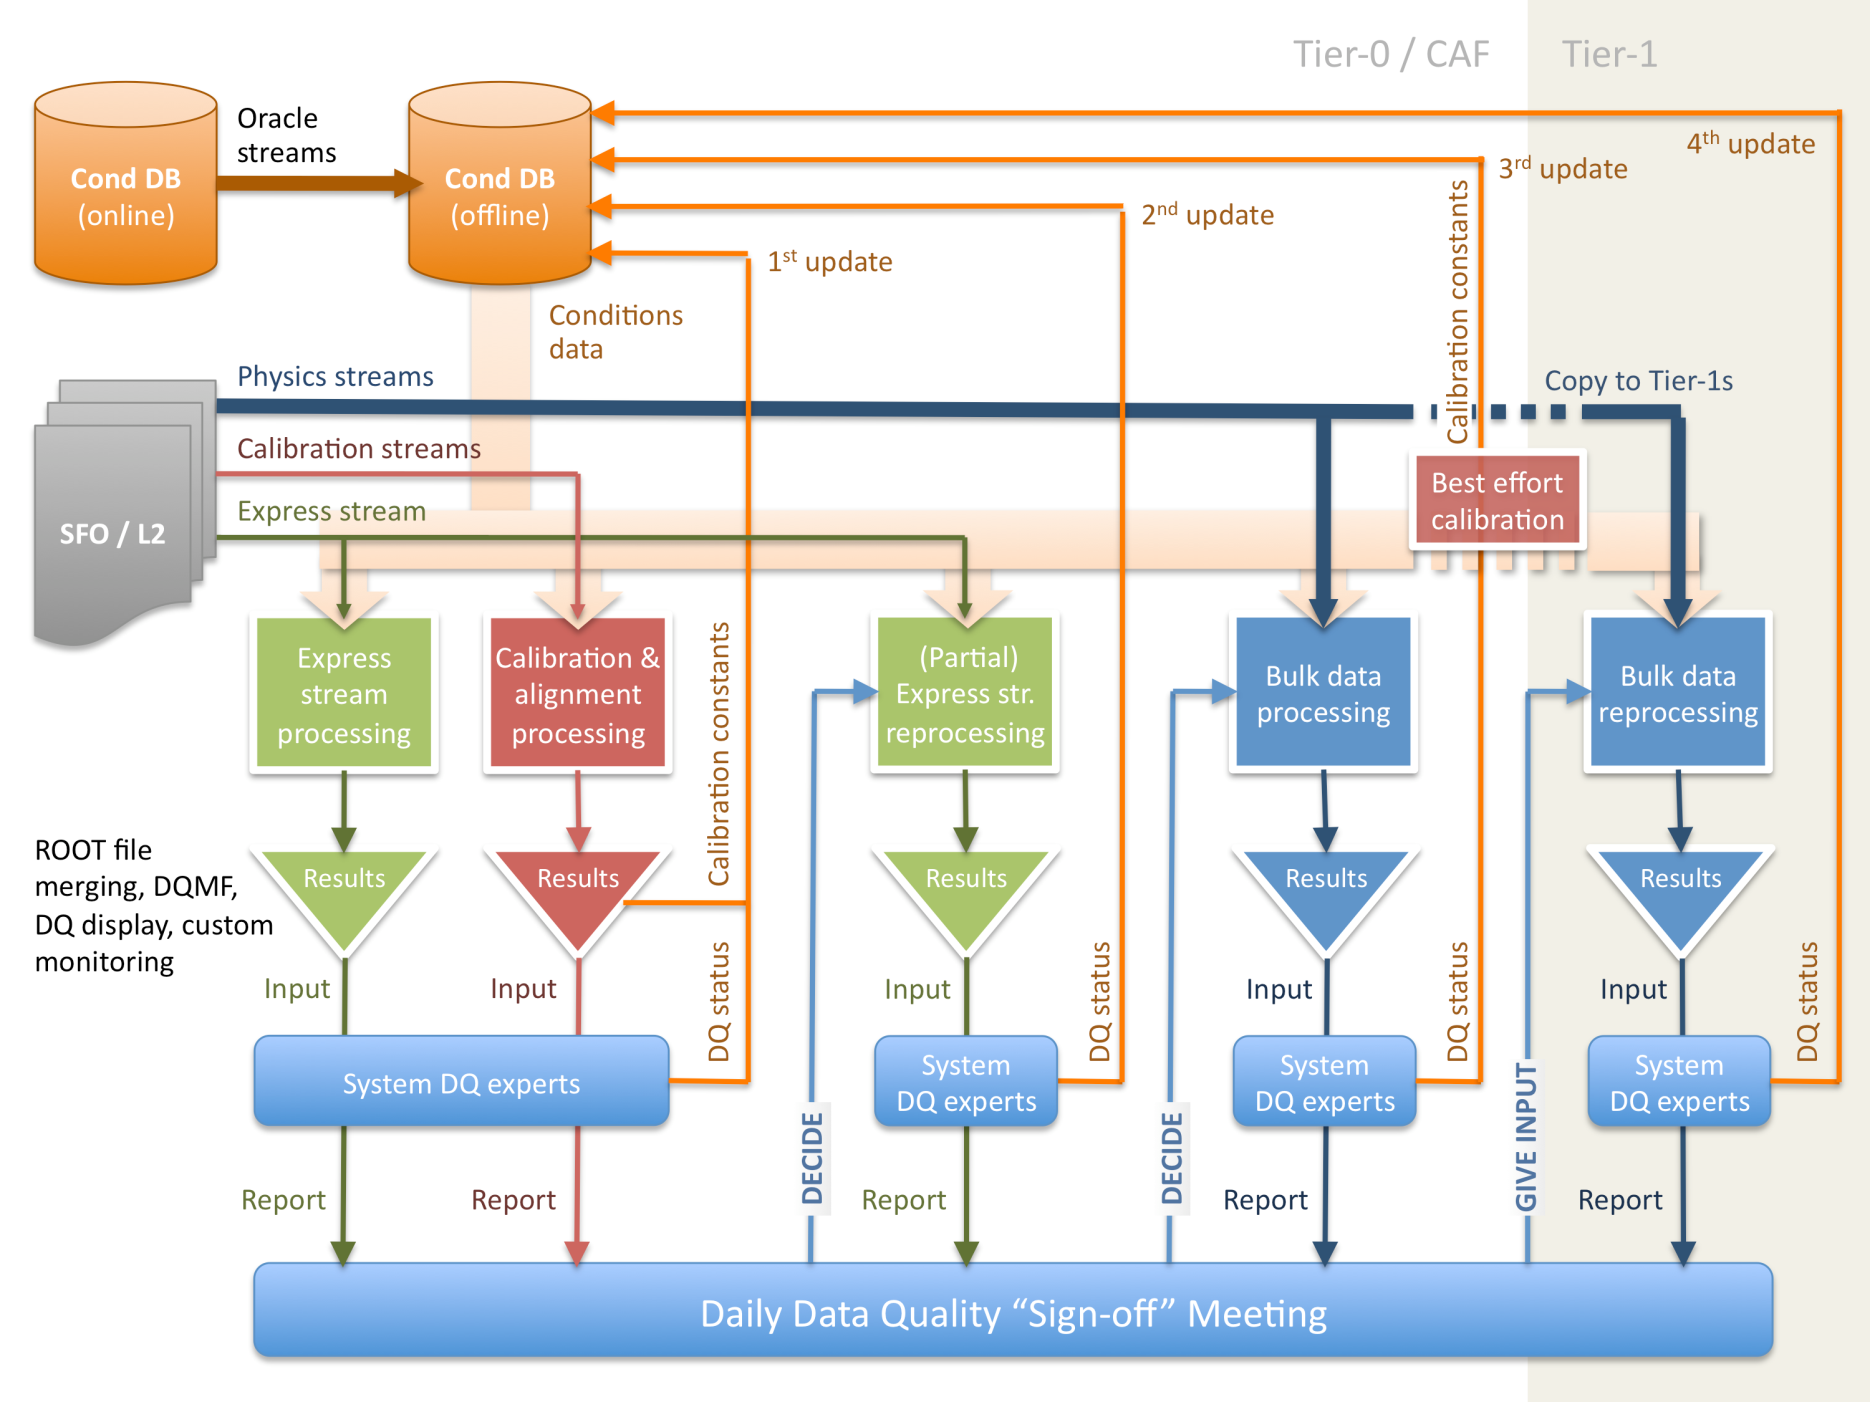 Tier-0 / CAF
Tier-1
Cond DB
(online)
Oracle
streams
Cond DB
(offline)
4th update
3rd update
2nd update
1st update
Conditions
data
Calibration constants
Physics streams
Copy to Tier-1s
Calibration streams
Express stream
SFO / L2
Best effort
calibration
Express
stream
processing
Calibration &
alignment
processing
Calibration constants
(Partial)
Express str.
reprocessing
Bulk data
processing
Bulk data
reprocessing
ROOT file
merging, DQMF,
DQ display, custom
monitoring
Results
Results
Results
Results
Results
Input
Input
DQ status
Input
DQ status
Input
DQ status
Input
DQ status
System DQ experts
System
DQ experts
System
DQ experts
System
DQ experts
DECIDE
DECIDE
GIVE INPUT
Report
Report
Report
Report
Report
Daily Data Quality “Sign-off” Meeting